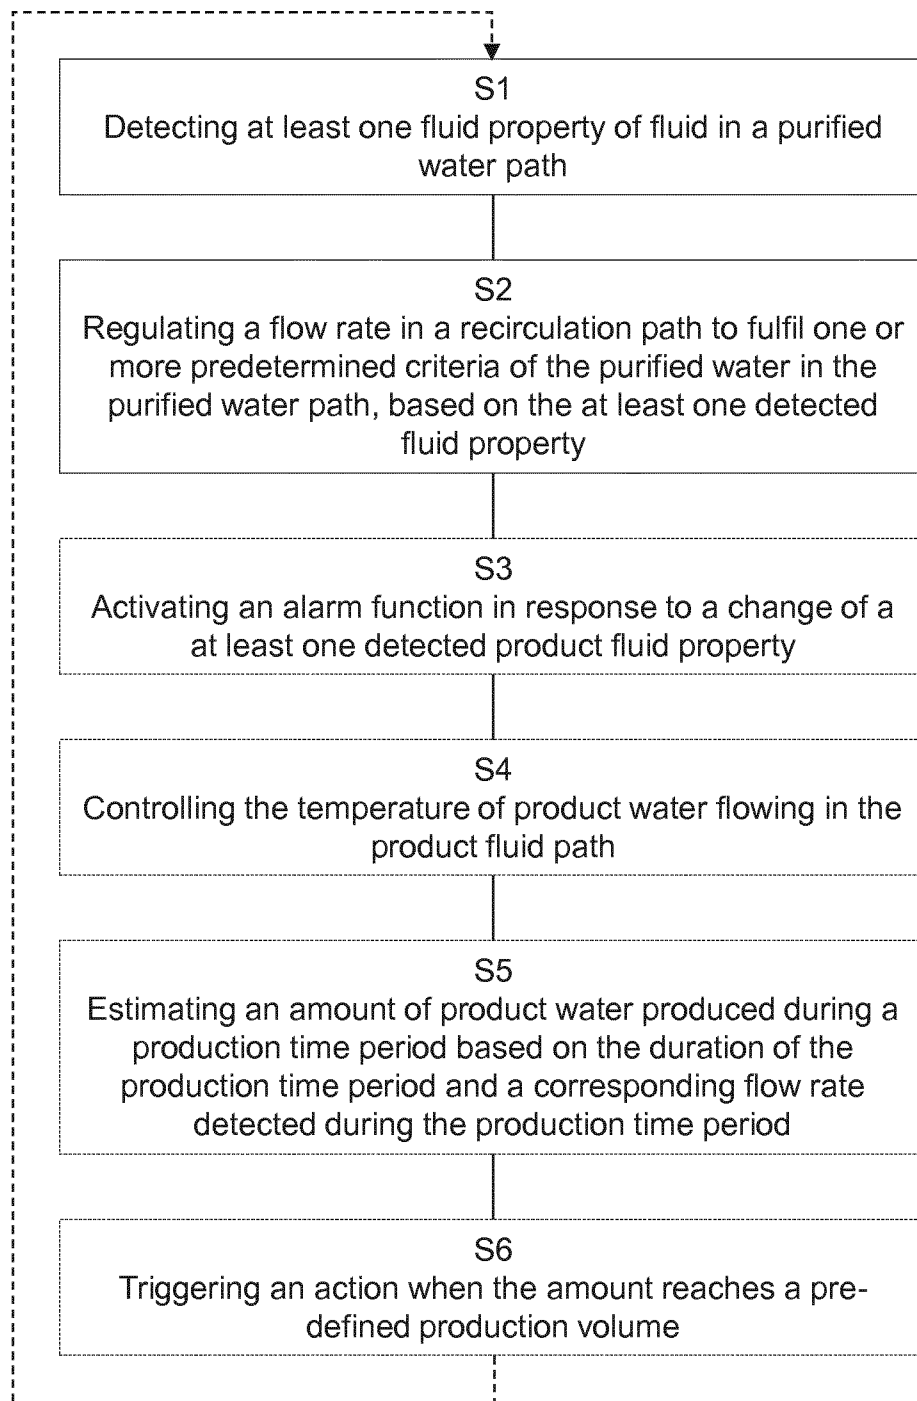 S1
Detecting at least one fluid property of fluid in a purified
water path
S2
Regulating a flow rate in a recirculation path to fulfil one or
more predetermined criteria of the purified water in the
purified water path, based on the at least one detected
fluid property
S3
Activating an alarm function in response to a change of a
at least one detected product fluid property
S4
Controlling the temperature of product water flowing in the
product fluid path
S5
Estimating an amount of product water produced during a
production time period based on the duration of the
production time period and a corresponding flow rate
detected during the production time period
S6
Triggering an action when the amount reaches a pre-
defined production volume